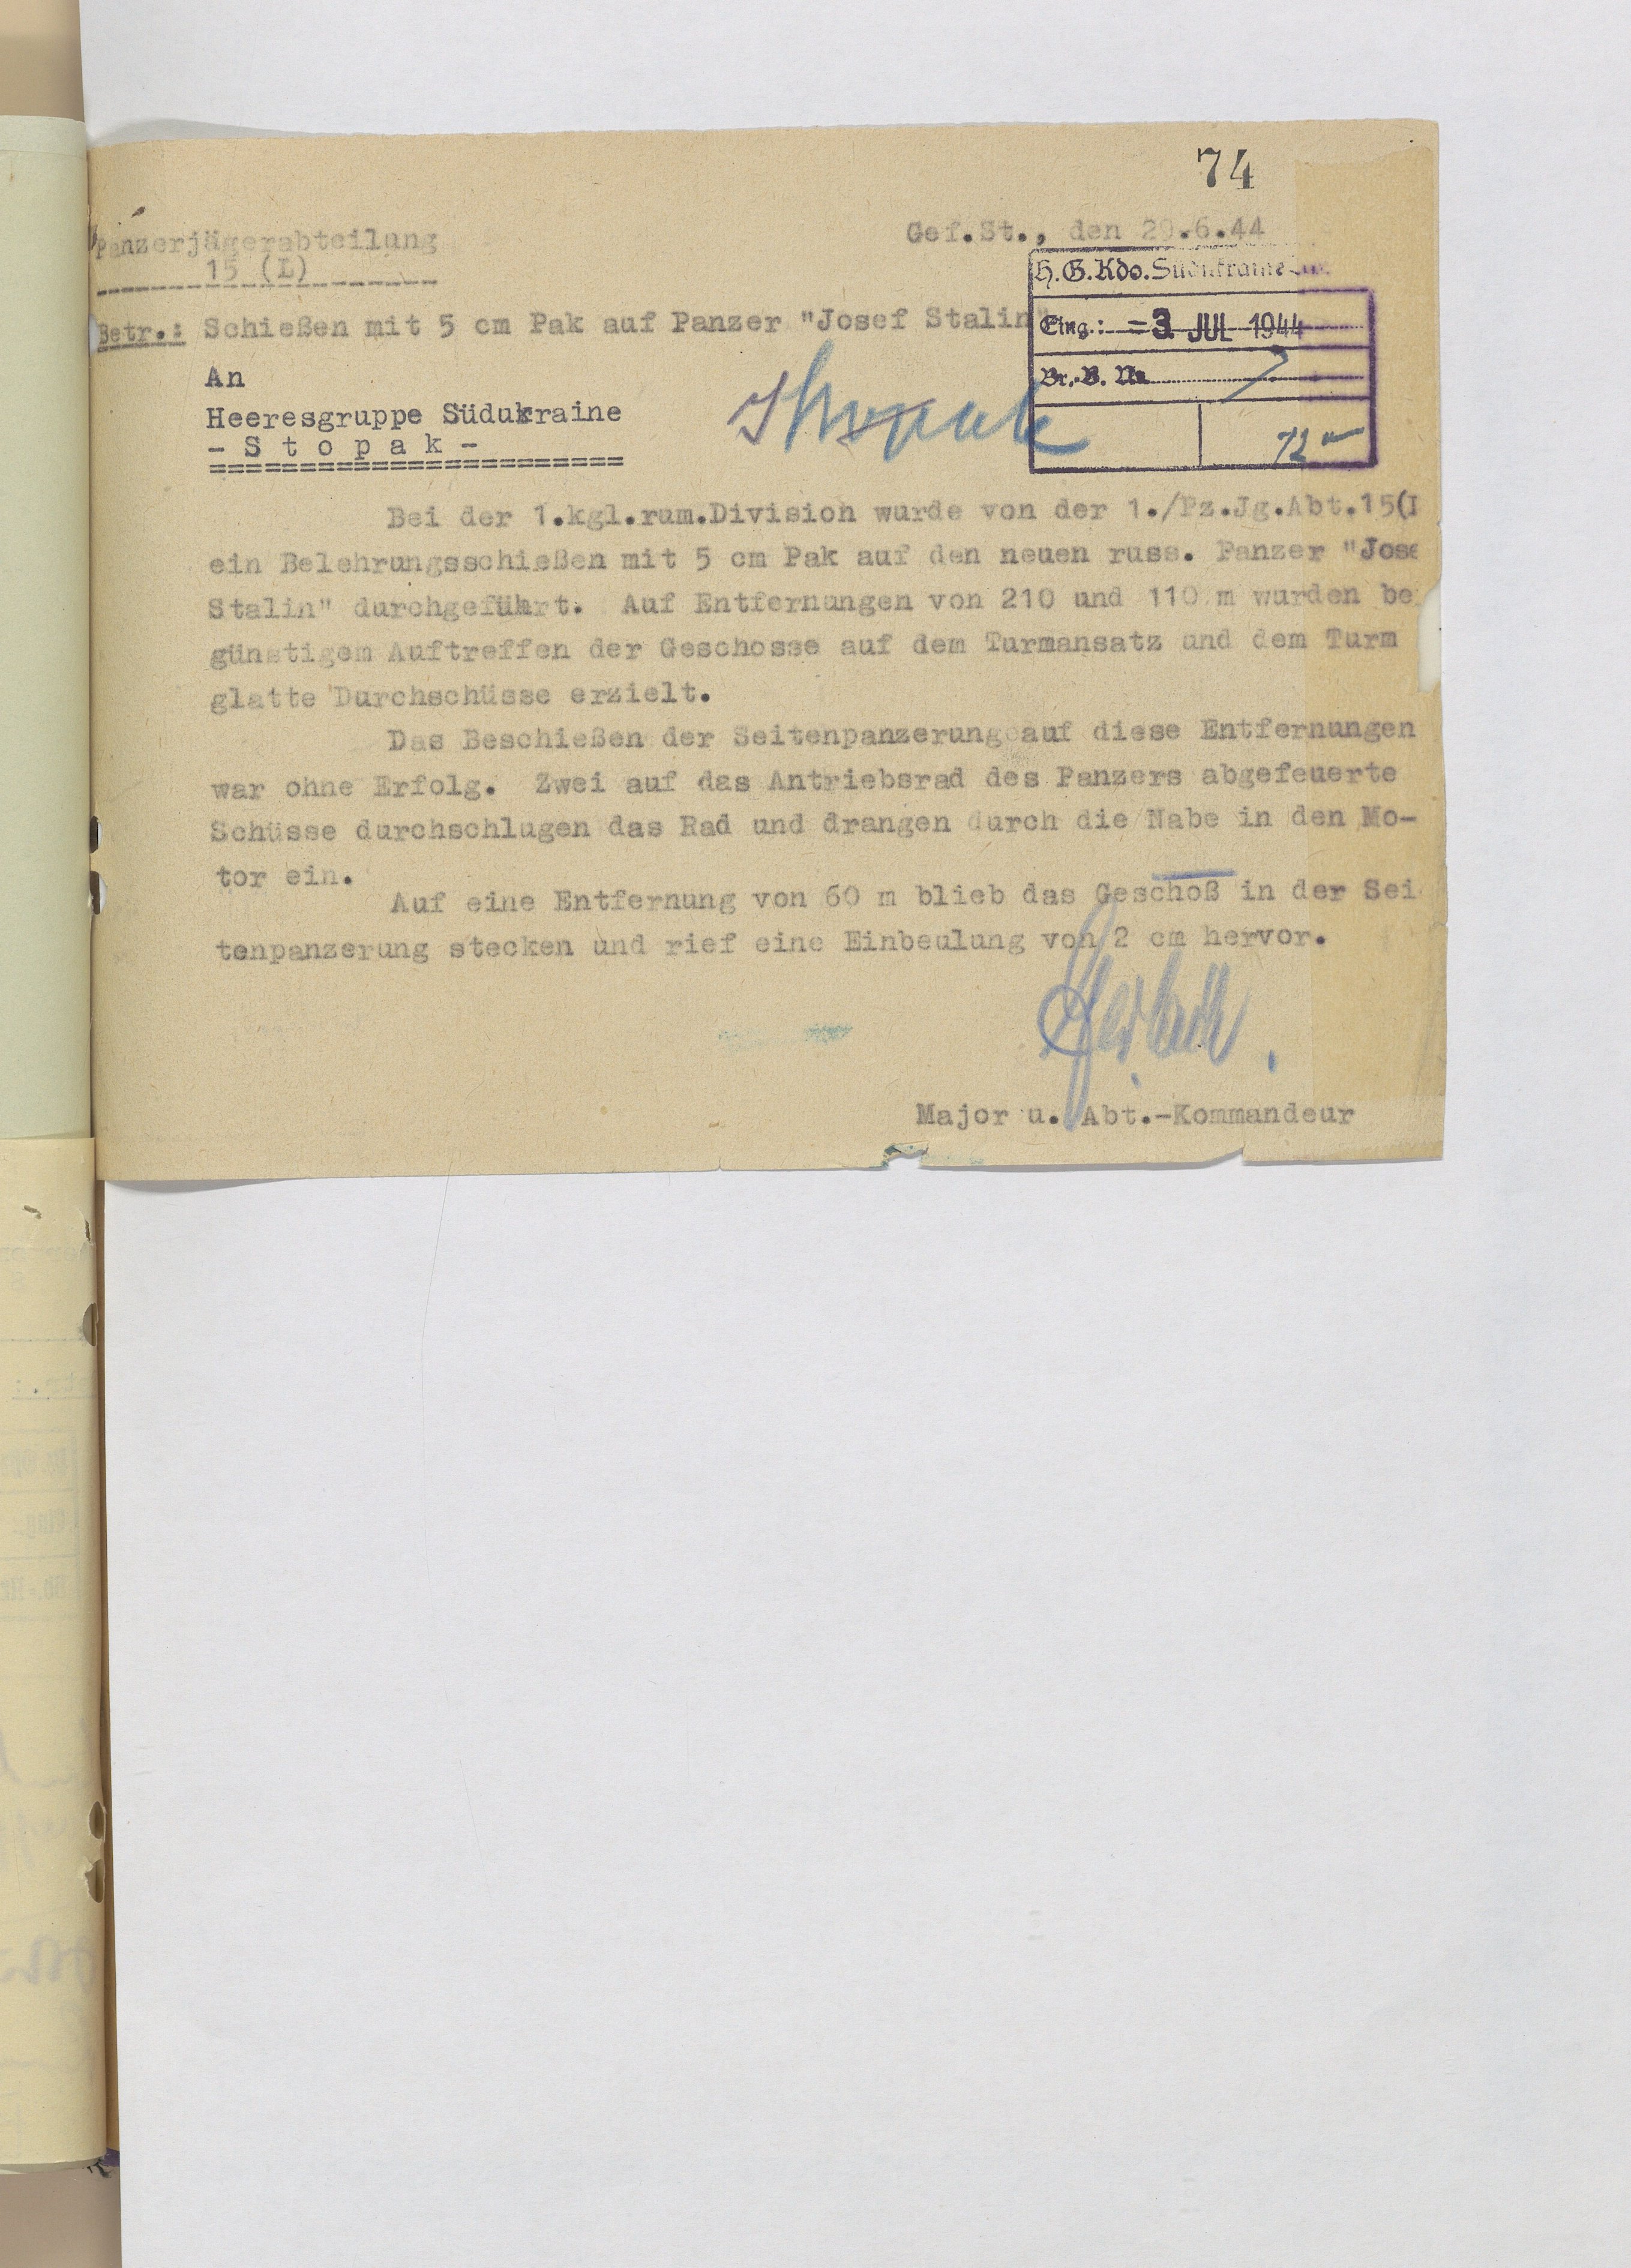 74
Panzerjägerabteilung
15 (L)
Gef.St., den 29.6.44
H.G.Kdo. Südukraine
Eing.: -3. JUL 1944
Br.-B. Nr.
Betr.: Schießen mit 5 cm Pak auf Panzer "Josef Stalin"
An
Heeresgruppe Südukraine
- S t o p a k -
Stopak
Bei der 1.kgl.rum.Division wurde von der 1./Pz.Jg.Abt.15(L
ein Belehrungsschießen mit 5 cm Pak auf den neuen russ. Panzer "Jose
Stalin" durchgeführt. Auf Entfernungen von 210 und 110 m wurden be
günstigem Auftreffen der Geschosse auf dem Turmansatz und dem Turm
glatte Durchschüsse erzielt.
Das Beschießen der Seitenpanzerung auf diese Entfernungen
war ohne Erfolg. Zwei auf das Antriebsrad des Panzers abgefeuerte
Schüsse durchschlugen das Rad und drangen durch die Nabe in den Mo-
tor ein.
Auf eine Entfernung von 60 m blieb das Geschoß in der Sei
tenpanzerung stecken und rief eine Einbeulung von 2 cm hervor.
Major u. Abt.-Kommandeur